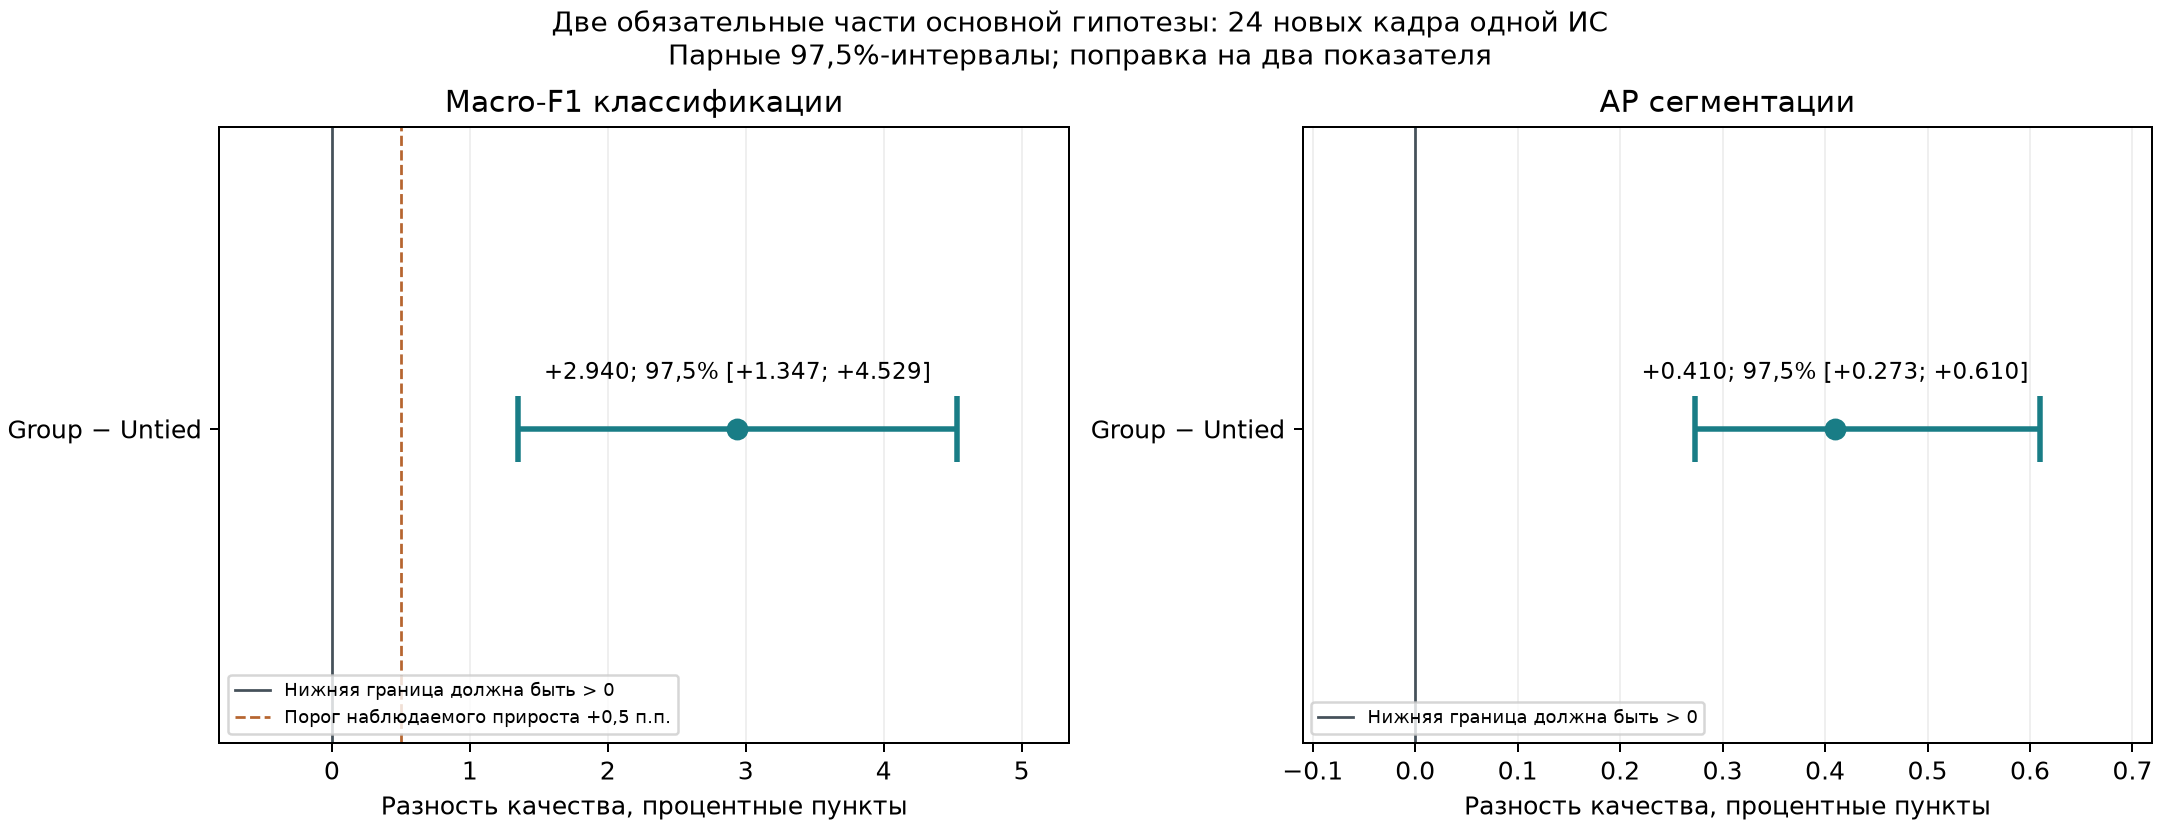 Две обязательные части основной гипотезы: 24 новых кадра одной ИС
Парные 97,5%-интервалы; поправка на два показателя
Macro-F1 классификации
+2.940; 97,5% [+1.347; +4.529]
Group − Untied
Нижняя граница должна быть > 0
Порог наблюдаемого прироста +0,5 п.п.
0 1 2 3 4 5
Разность качества, процентные пункты
AP сегментации
+0.410; 97,5% [+0.273; +0.610]
Group − Untied
Нижняя граница должна быть > 0
−0.1 0.0 0.1 0.2 0.3 0.4 0.5 0.6 0.7
Разность качества, процентные пункты